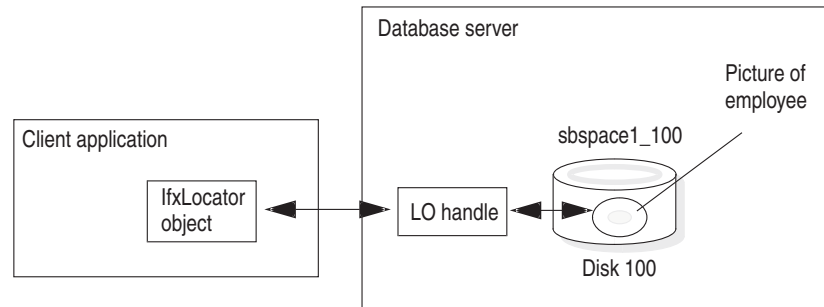 Database server
Picture of
employee
sbspace1_100
Client application
IfxLocator
object
LO handle
Disk 100